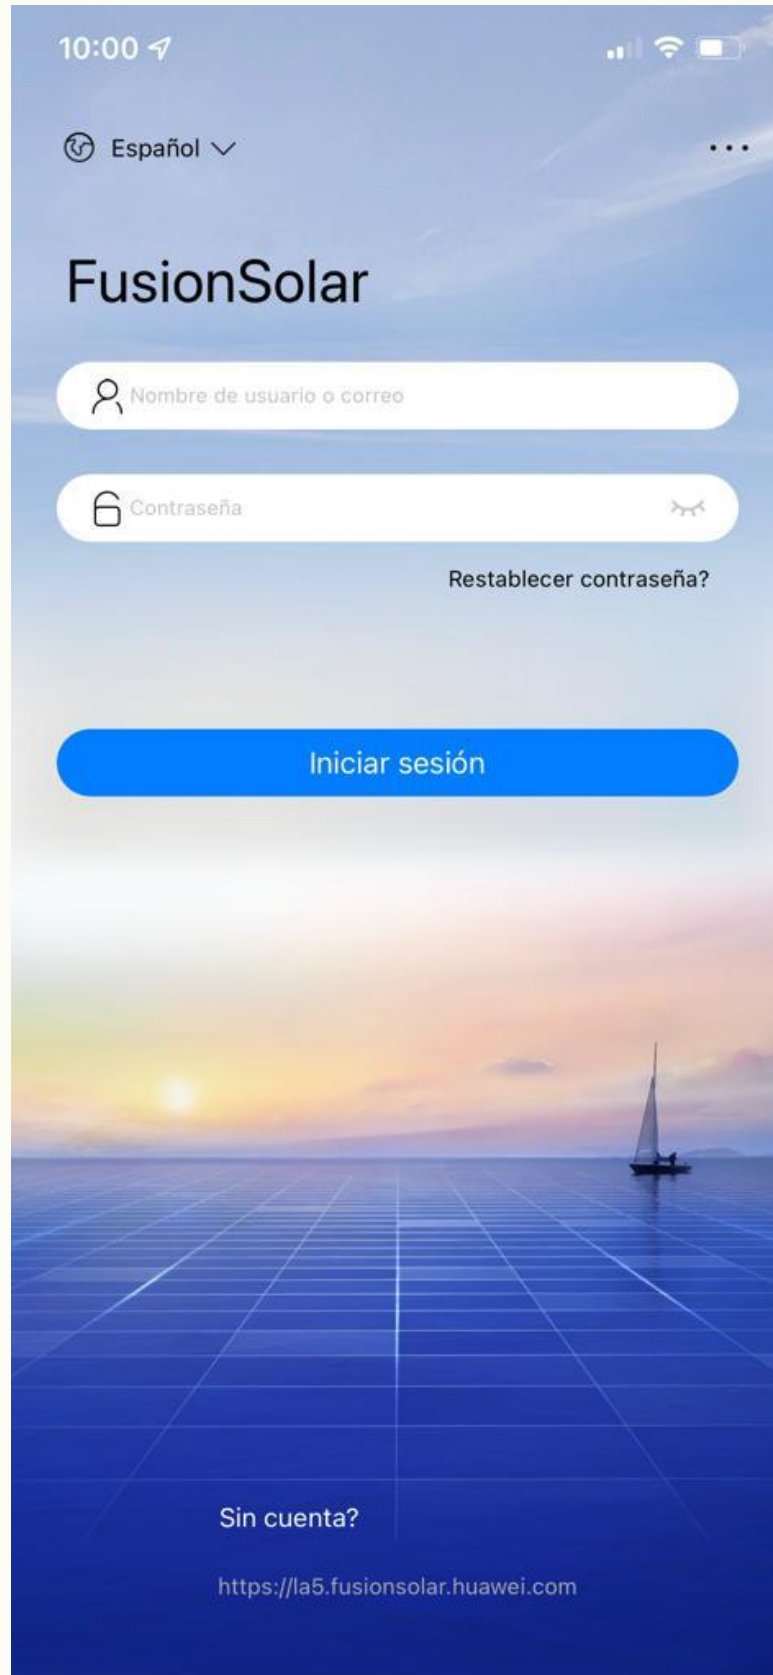 10:00
Español
...
FusionSolar
Nombre de usuario o correo
Contraseña
Restablecer contraseña?
Iniciar sesión
Sin cuenta?
https://la5.fusionsolar.huawei.com